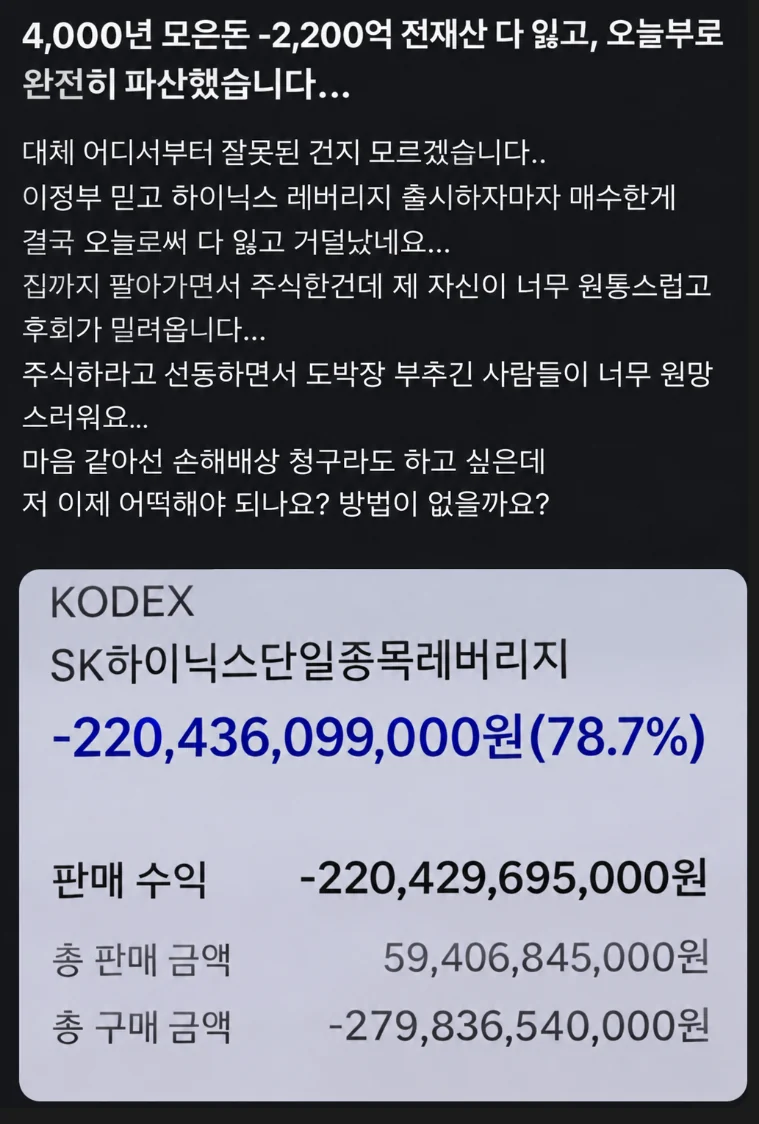 4,000년 모은돈 -2,200억 전재산 다 잃고, 오늘부로
완전히 파산했습니다...
대체 어디서부터 잘못된 건지 모르겠습니다..
이정부 믿고 하이닉스 레버리지 출시하자마자 매수한게
결국 오늘로써 다 잃고 거덜났네요...
집까지 팔아가면서 주식한건데 제 자신이 너무 원통스럽고
후회가 밀려옵니다...
주식하라고 선동하면서 도박장 부추긴 사람들이 너무 원망
스러워요...
마음 같아선 손해배상 청구라도 하고 싶은데
저 이제 어떡해야 되나요? 방법이 없을까요?
KODEX
SK하이닉스단일종목레버리지
-220,436,099,000원(78.7%)
판매 수익 -220,429,695,000원
총 판매 금액 59,406,845,000원
총 구매 금액 -279,836,540,000원